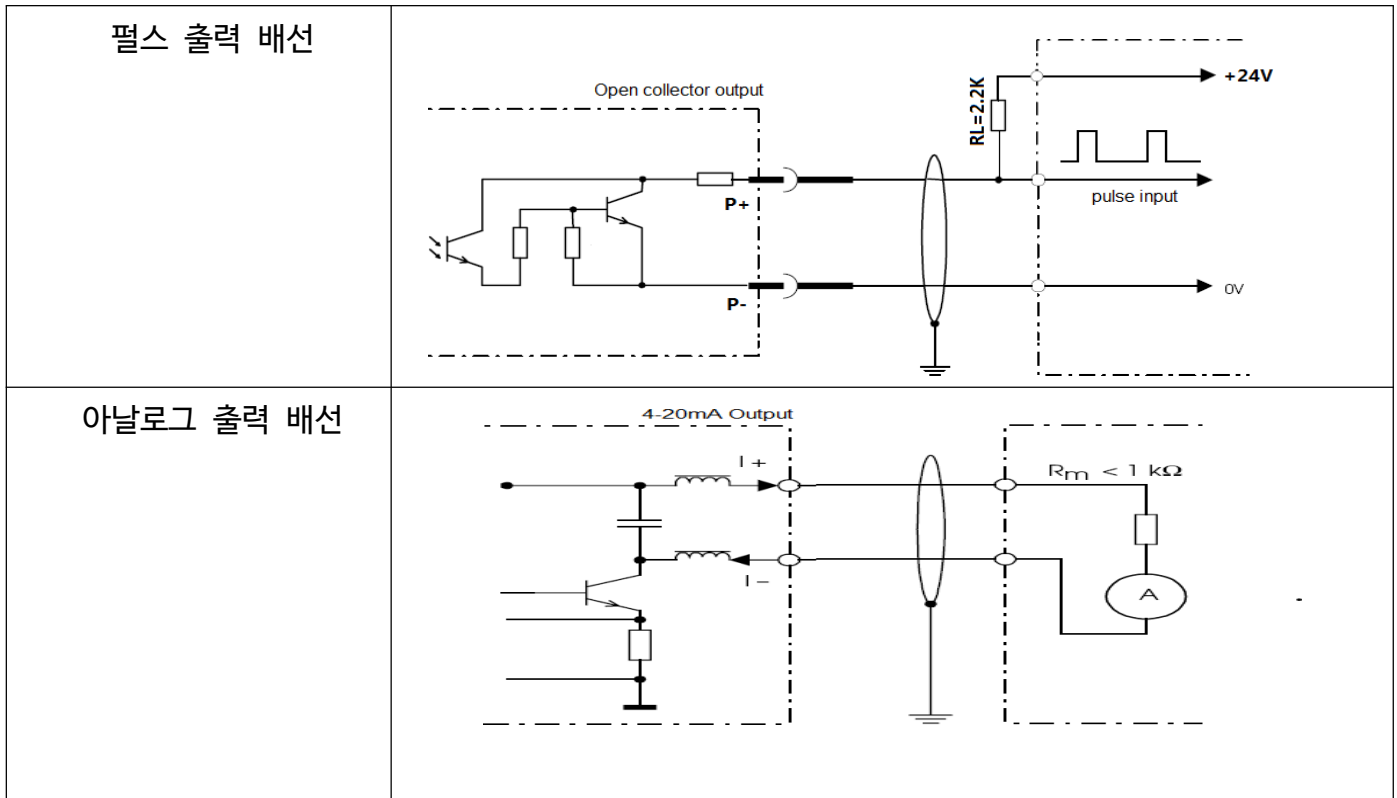 펄스 출력 배선
Open collector output
+24V
RL=2.2K
P+
pulse input
P-
0V
아날로그 출력 배선
4-20mA Output
I +
Rm < 1 kΩ
I -
A